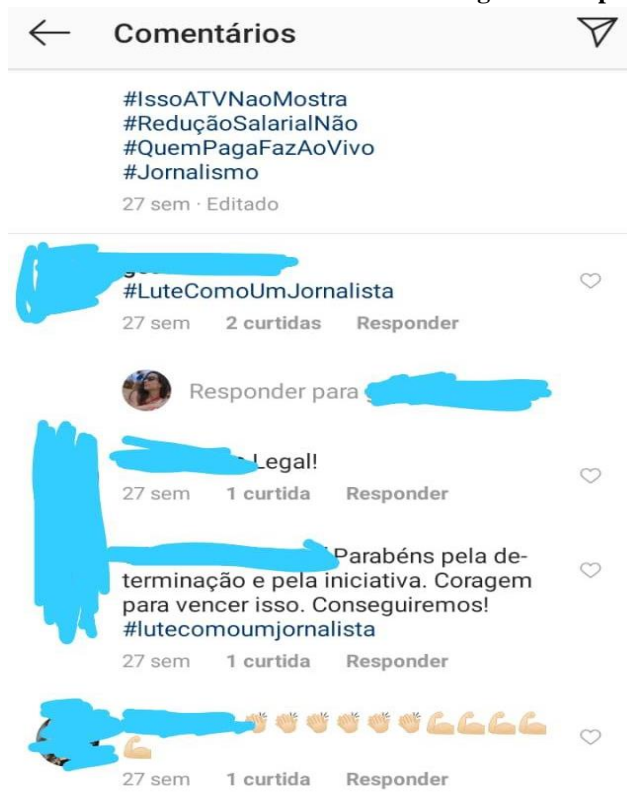 Comentários
#IssoATVNaoMostra
#ReduçãoSalarialNão
#QuemPagaFazAoVivo
#Jornalismo
27 sem · Editado
#LuteComoUmJornalista
27 sem 2 curtidas Responder
Responder para
Legal!
27 sem 1 curtida Responder
Parabéns pela de-
terminação e pela iniciativa. Coragem
para vencer isso. Conseguiremos!
#lutecomoumjornalista
27 sem 1 curtida Responder
👏🏻👏🏻👏🏻👏🏻👏🏻👏🏻💪🏻💪🏻💪🏻💪🏻
💪🏻
27 sem 1 curtida Responder